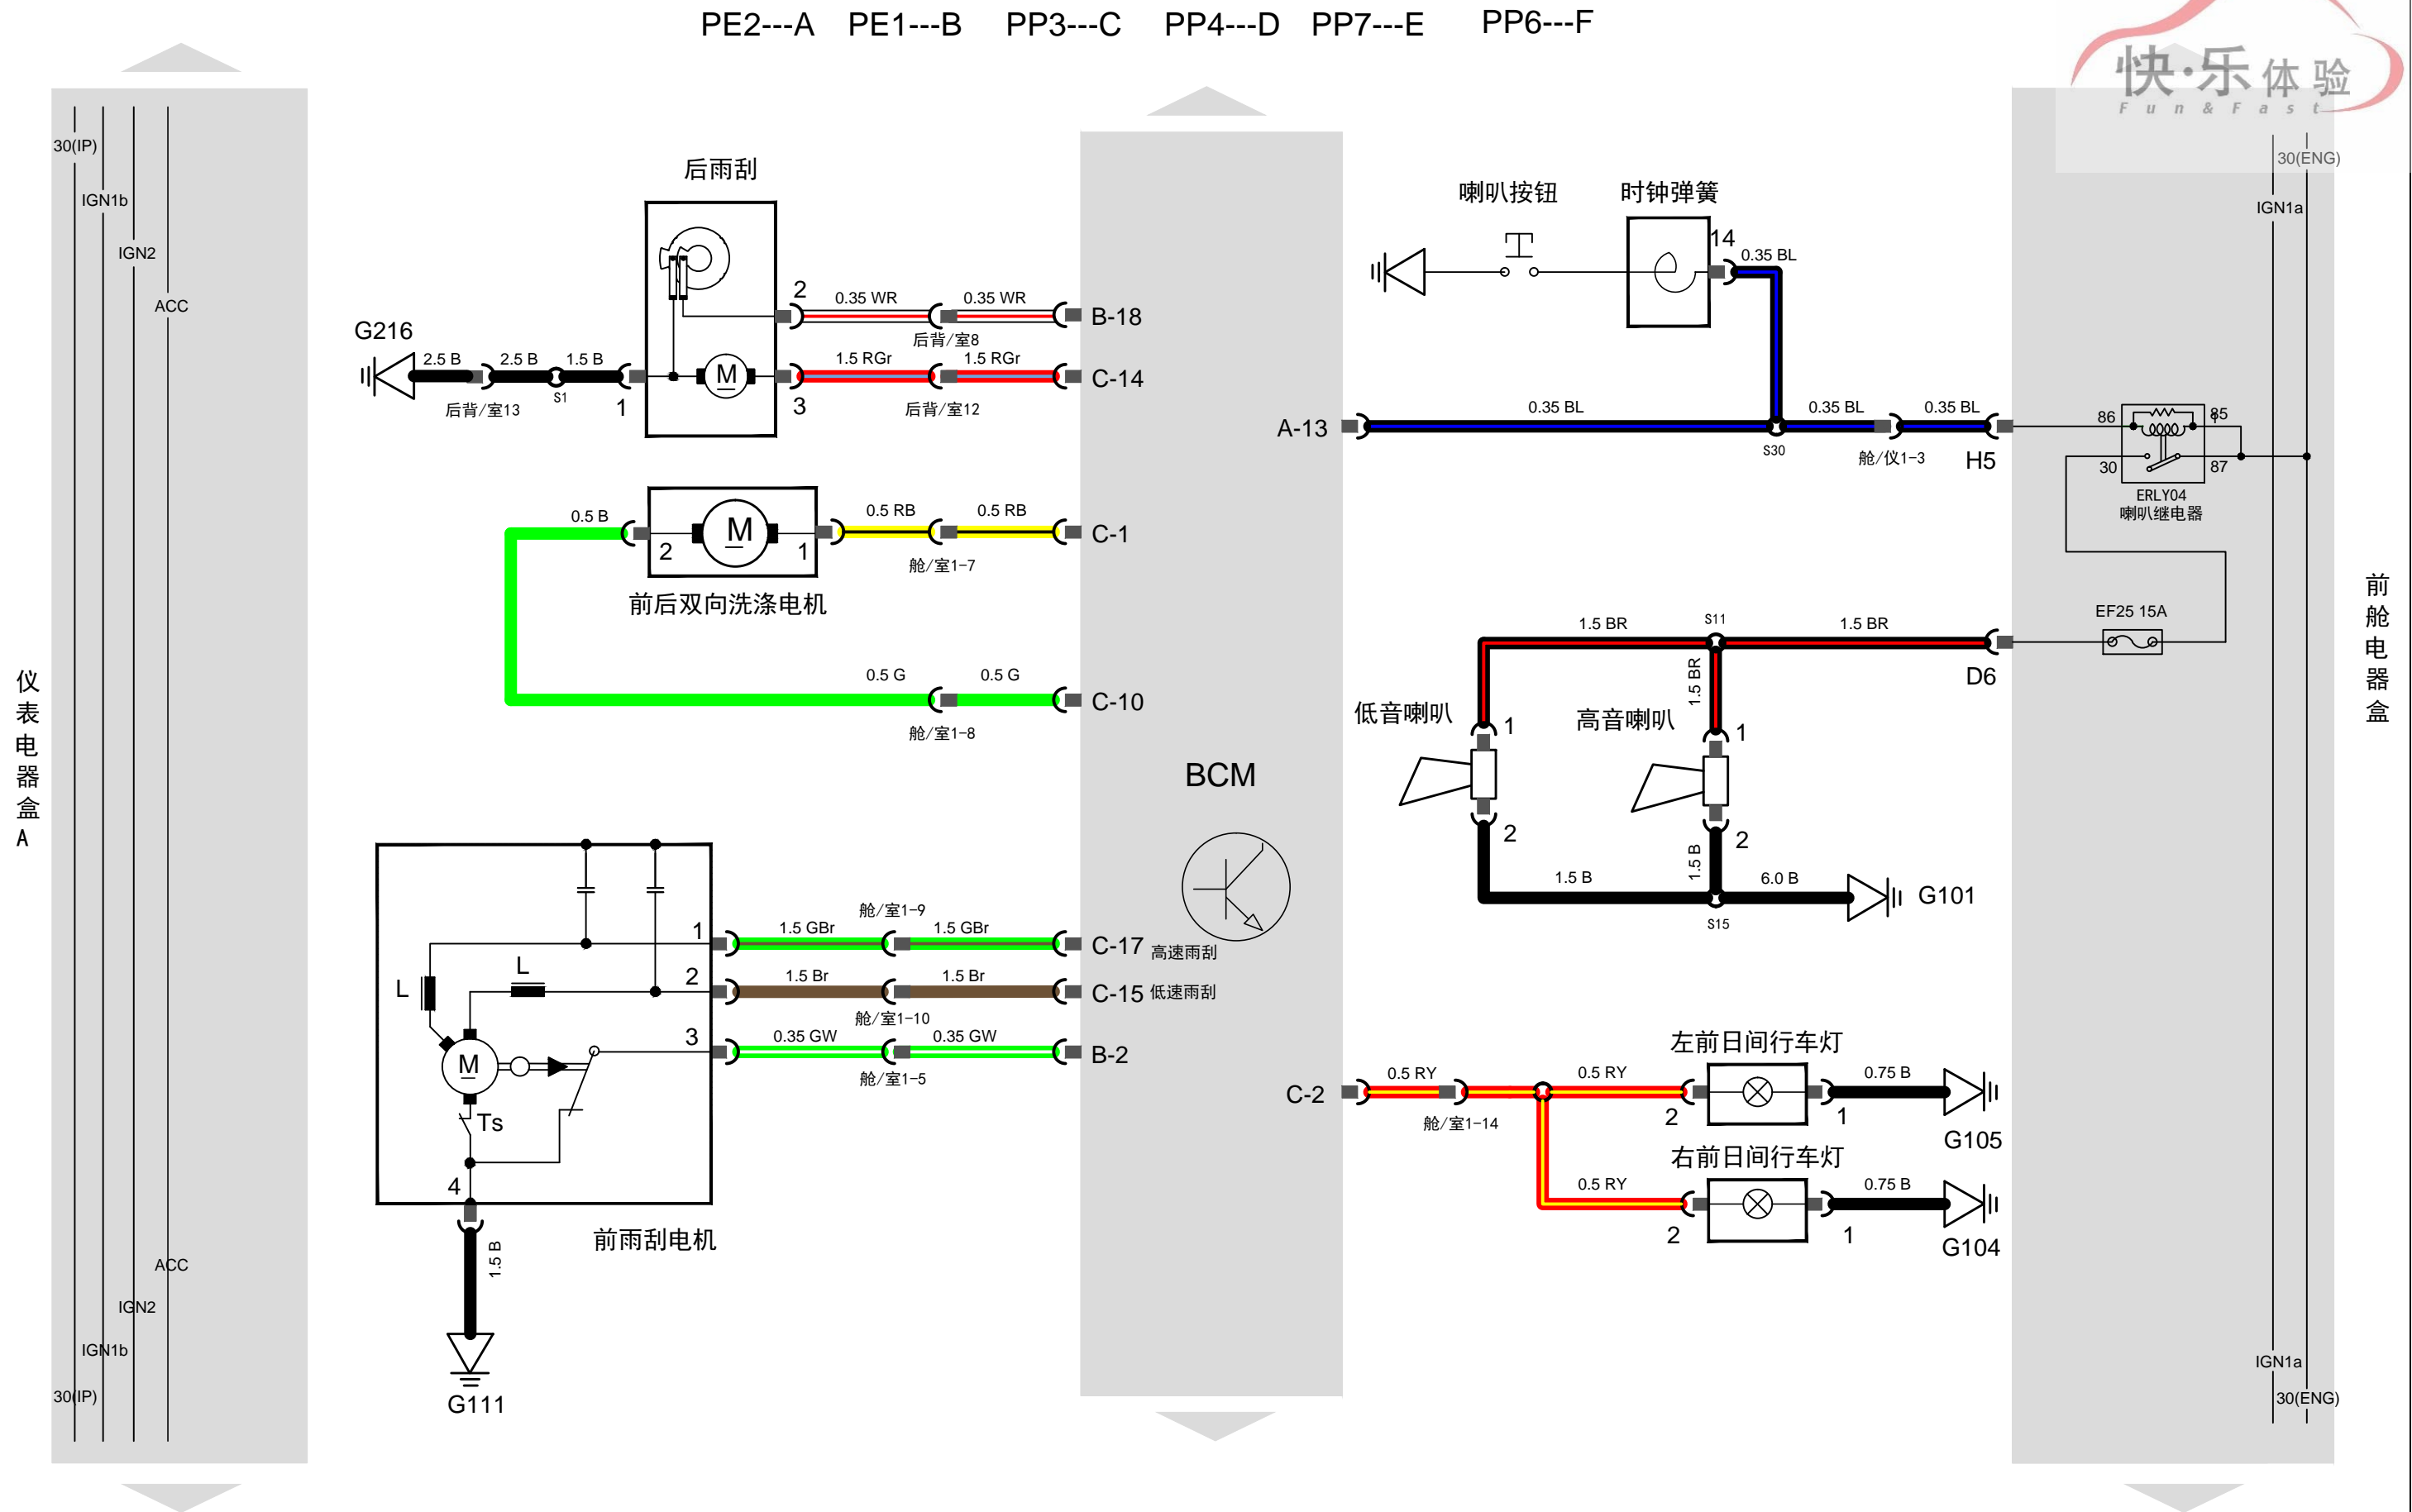 PE2---A PE1---B PP3---C PP4---D PP7---E PP6---F
快·乐体验
Fun&Fast
30(IP)
IGN1b
IGN2
ACC
仪表电器盒A
ACC
IGN2
IGN1b
30(IP)
后雨刮
G216
2.5 B
2.5 B
1.5 B
后背/室13
S1
1
2
0.35 WR
0.35 WR
B-18
后背/室8
1.5 RGr
1.5 RGr
C-14
M
3
后背/室12
0.5 B
2
M
1
0.5 RB
0.5 RB
C-1
舱/室1-7
前后双向洗涤电机
0.5 G
0.5 G
C-10
舱/室1-8
舱/室1-9
1
1.5 GBr
1.5 GBr
C-17 高速雨刮
L
L
2
1.5 Br
1.5 Br
C-15 低速雨刮
舱/室1-10
3
0.35 GW
0.35 GW
B-2
舱/室1-5
M
Ts
4
前雨刮电机
1.5 B
G111
BCM
喇叭按钮
时钟弹簧
14
0.35 BL
A-13
0.35 BL
0.35 BL
0.35 BL
S30
舱/仪1-3
H5
86
85
30
87
ERLY04
喇叭继电器
EF25 15A
S11
1.5 BR
1.5 BR
1.5 BR
D6
低音喇叭
1
高音喇叭
1
2
2
1.5 B
1.5 B
6.0 B
G101
S15
左前日间行车灯
C-2
0.5 RY
0.5 RY
0.75 B
舱/室1-14
2
1
G105
右前日间行车灯
0.5 RY
0.75 B
2
1
G104
30(ENG)
IGN1a
前舱电器盒
IGN1a
30(ENG)